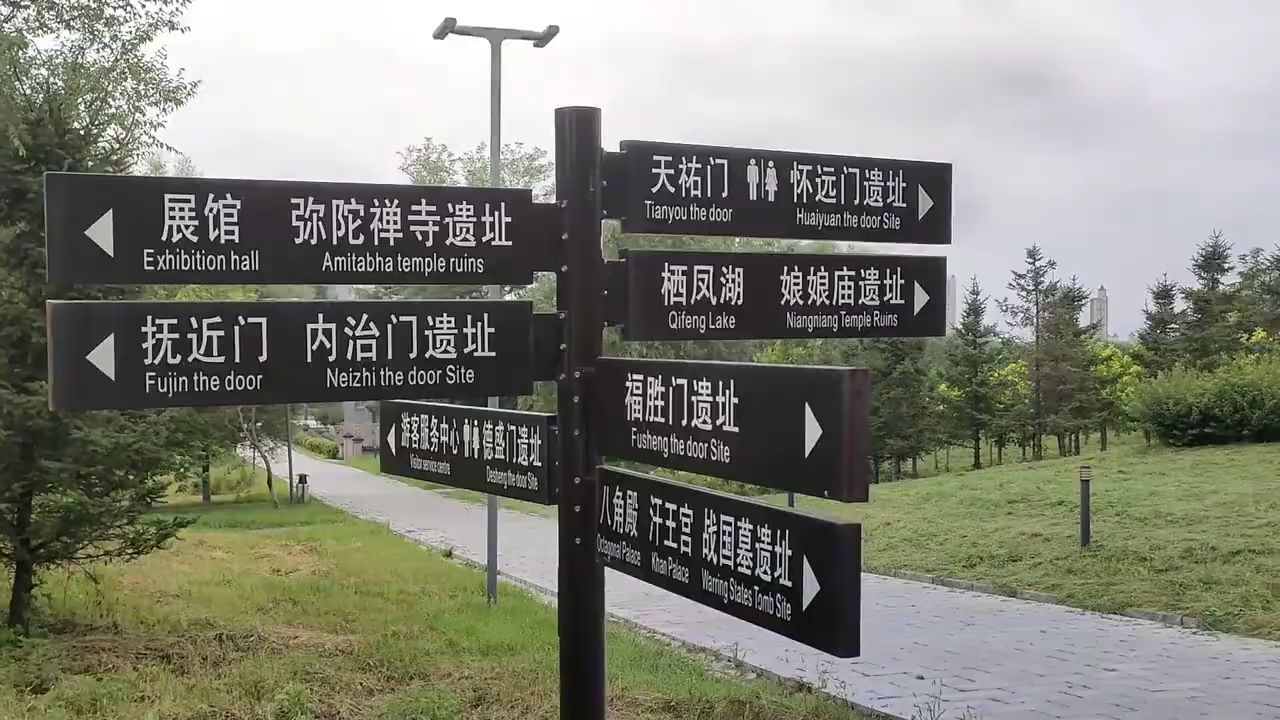 展馆 弥陀禅寺遗址
Exhibition hall Amitabha temple ruins
抚近门 内治门遗址
Fujin the door Neizhi the door Site
游客服务中心 德盛门遗址
Visitor service centre Desheng the door Site
天祐门 怀远门遗址
Tianyou the door Huaiyuan the door Site
栖凤湖 娘娘庙遗址
Qifeng Lake Niangniang Temple Ruins
福胜门遗址
Fusheng the door Site
八角殿 汗王宫 战国墓遗址
Octagonal Palace Khan Palace Warring States Tomb Site